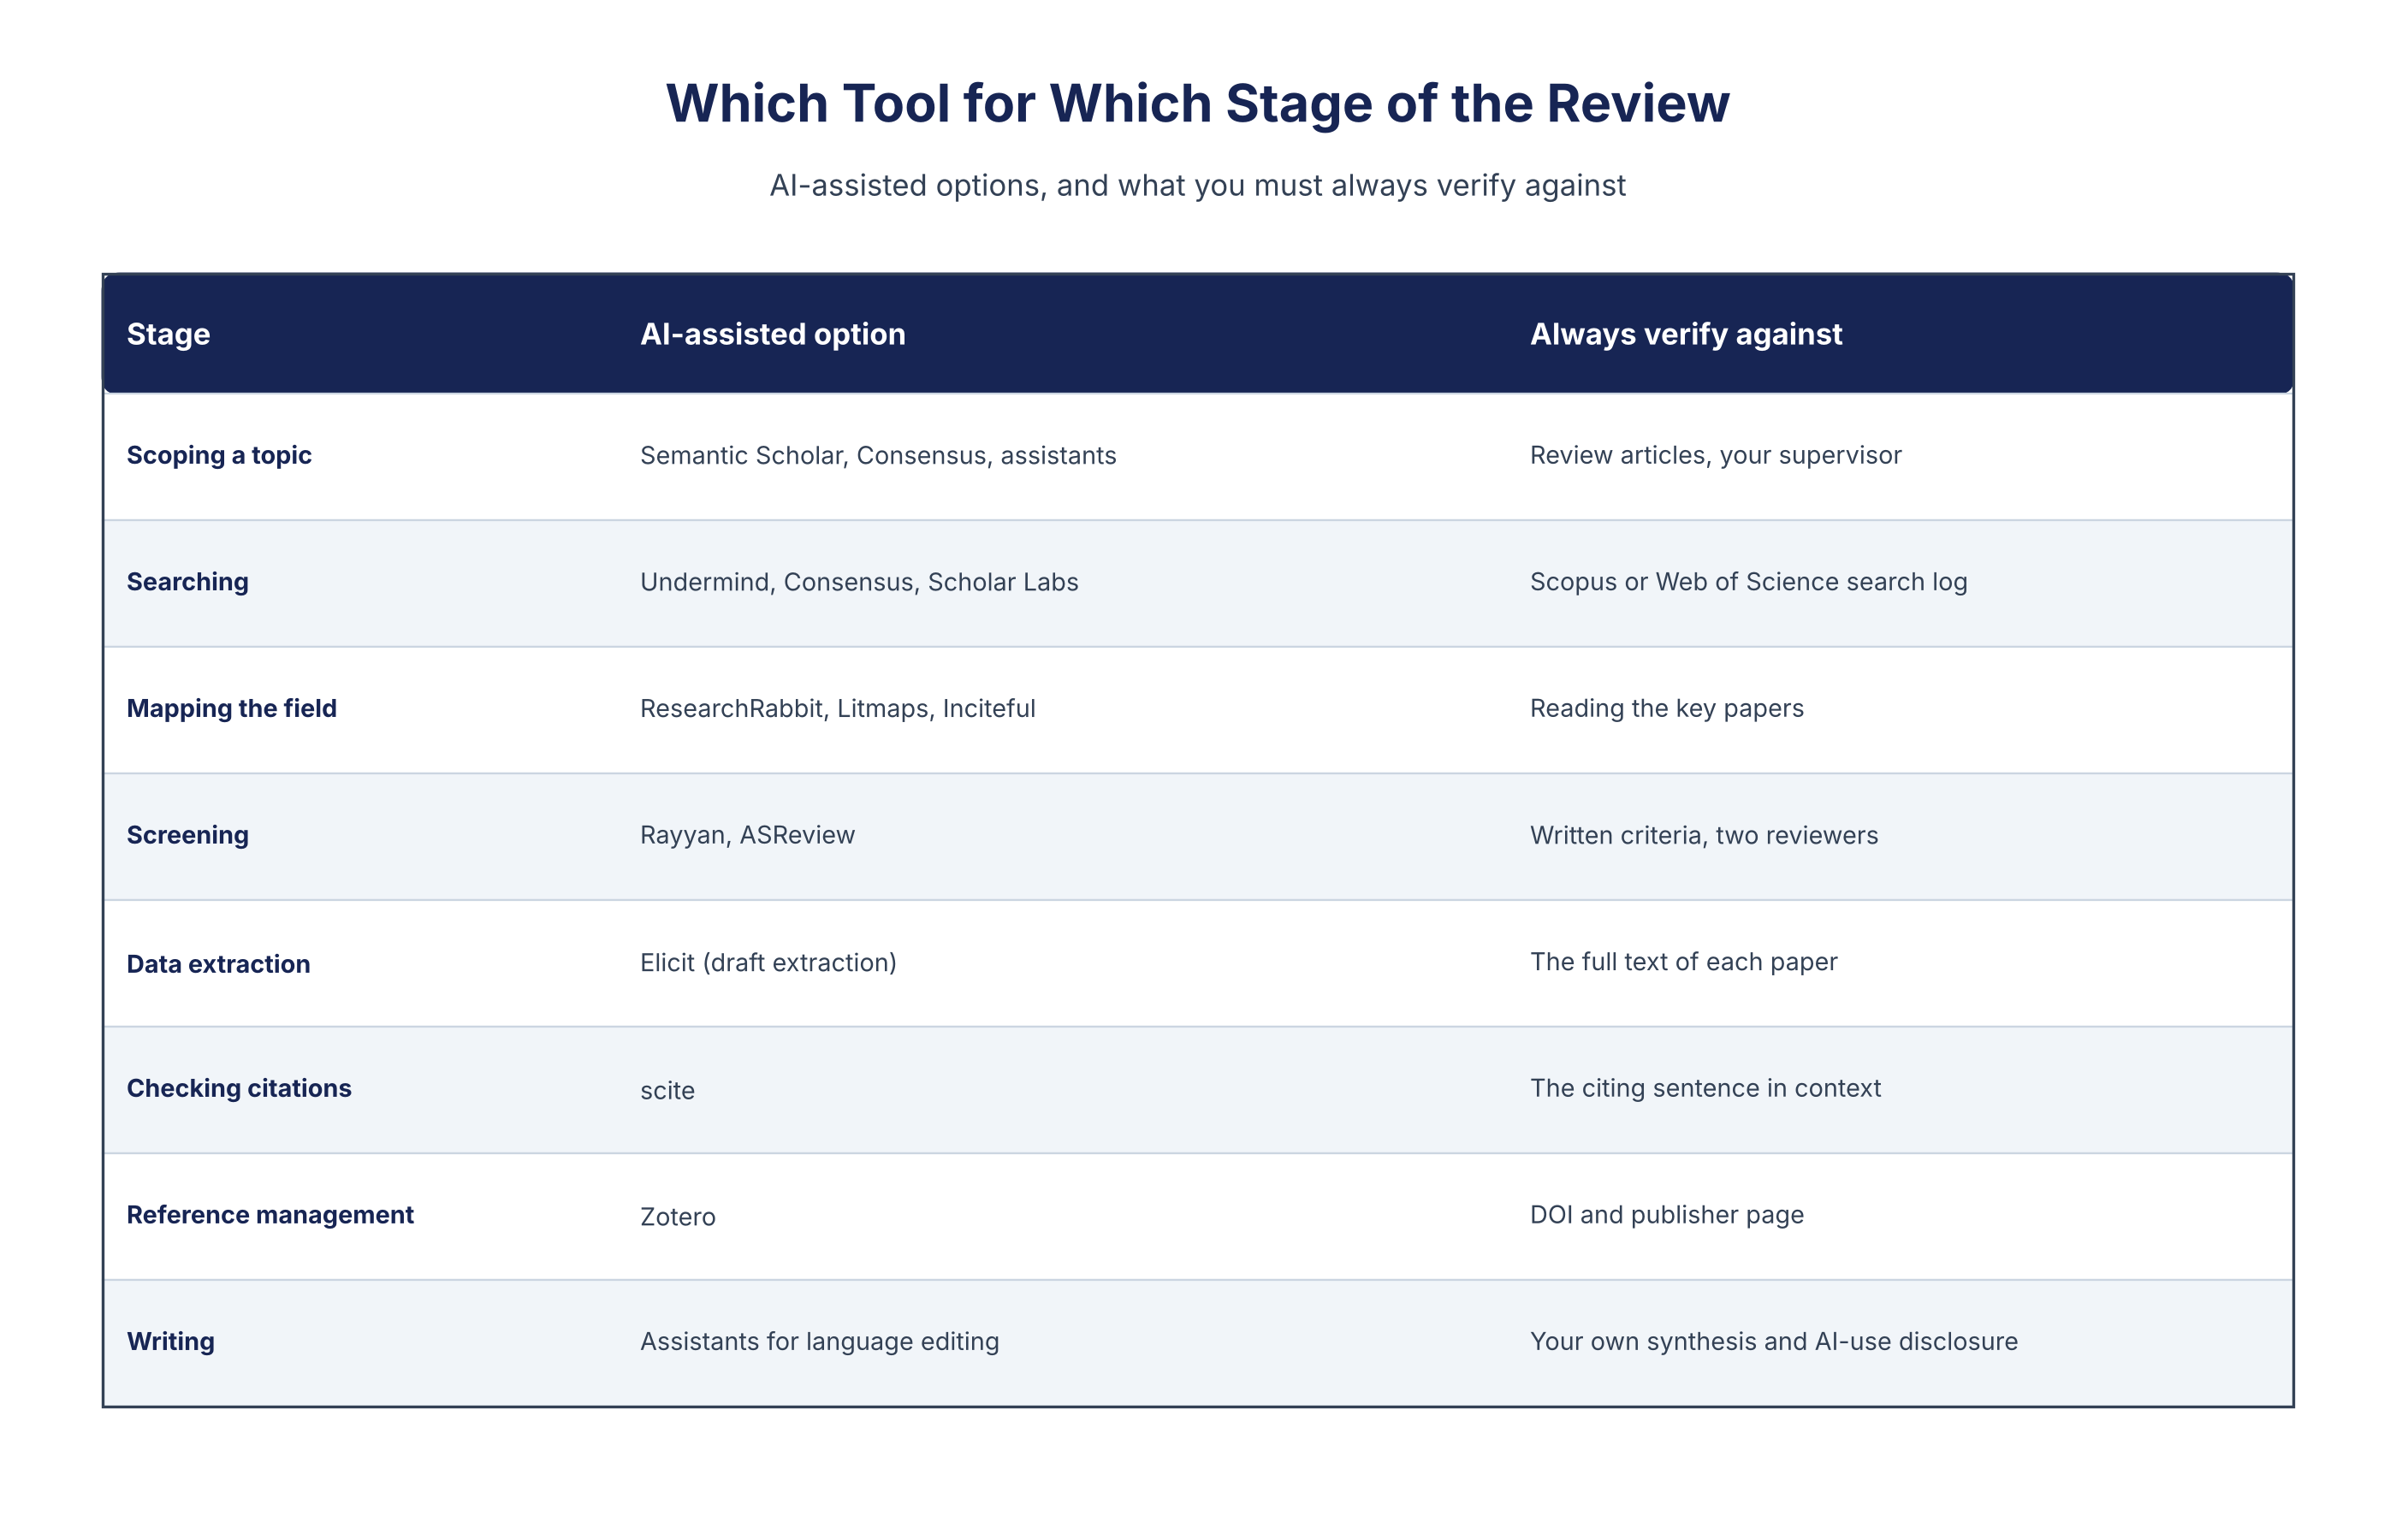 Which Tool for Which Stage of the Review
AI-assisted options, and what you must always verify against
Stage AI-assisted option Always verify against
Scoping a topic Semantic Scholar, Consensus, assistants Review articles, your supervisor
Searching Undermind, Consensus, Scholar Labs Scopus or Web of Science search log
Mapping the field ResearchRabbit, Litmaps, Inciteful Reading the key papers
Screening Rayyan, ASReview Written criteria, two reviewers
Data extraction Elicit (draft extraction) The full text of each paper
Checking citations scite The citing sentence in context
Reference management Zotero DOI and publisher page
Writing Assistants for language editing Your own synthesis and AI-use disclosure